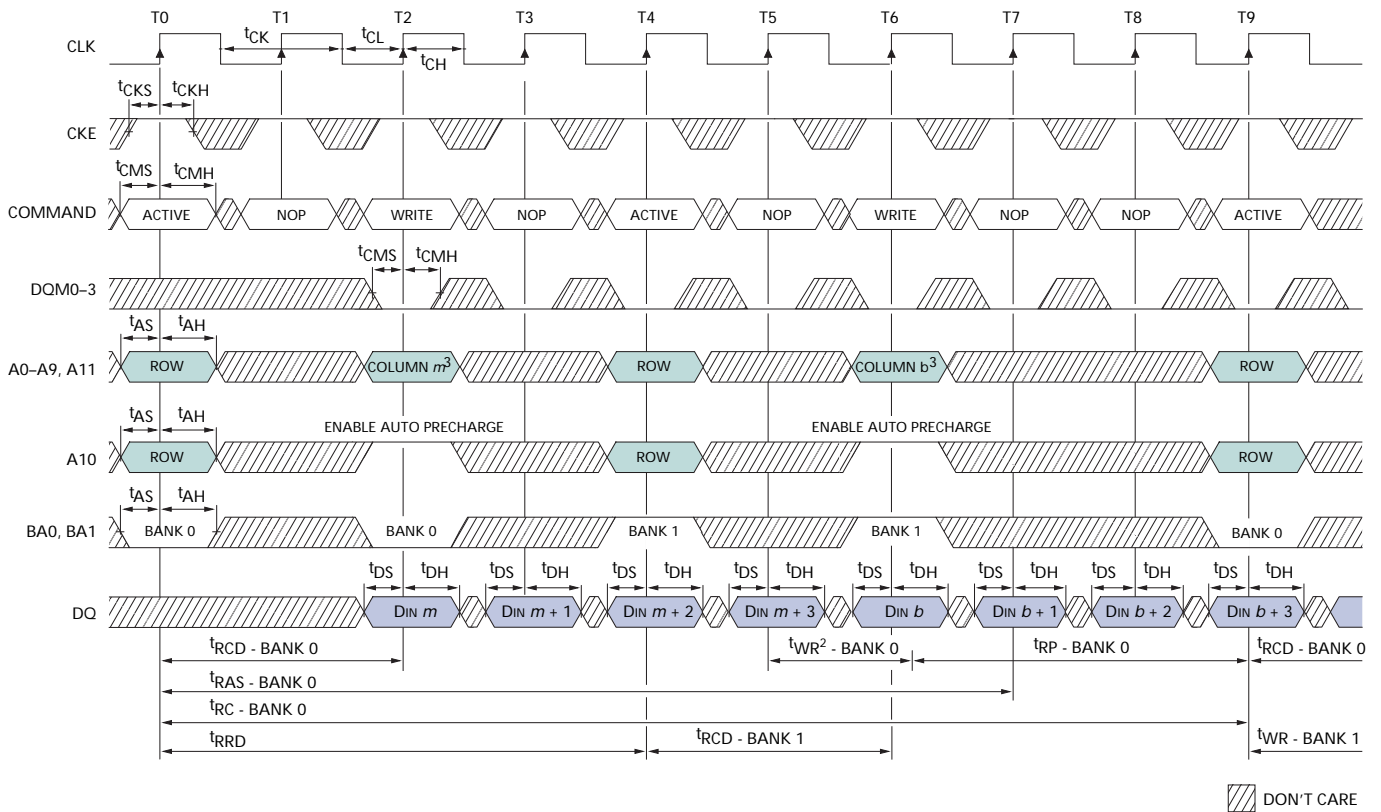 T0 T1 T2 T3 T4 T5 T6 T7 T8 T9
CLK
tCK tCL
tCH
tCKS tCKH
CKE
tCMS tCMH
COMMAND ACTIVE NOP WRITE NOP ACTIVE NOP WRITE NOP NOP ACTIVE
tCMS tCMH
DQM0–3
tAS tAH
A0–A9, A11 ROW COLUMN m3 ROW COLUMN b3 ROW
tAS tAH
ENABLE AUTO PRECHARGE ENABLE AUTO PRECHARGE
A10 ROW ROW ROW
tAS tAH
BA0, BA1 BANK 0 BANK 0 BANK 1 BANK 1 BANK 0
tDS tDH tDS tDH tDS tDH tDS tDH tDS tDH tDS tDH tDS tDH tDS tDH
DQ DIN m DIN m + 1 DIN m + 2 DIN m + 3 DIN b DIN b + 1 DIN b + 2 DIN b + 3
tRCD - BANK 0 tWR2 - BANK 0 tRP - BANK 0 tRCD - BANK 0
tRAS - BANK 0
tRC - BANK 0
tRRD tRCD - BANK 1 tWR - BANK 1
DON'T CARE